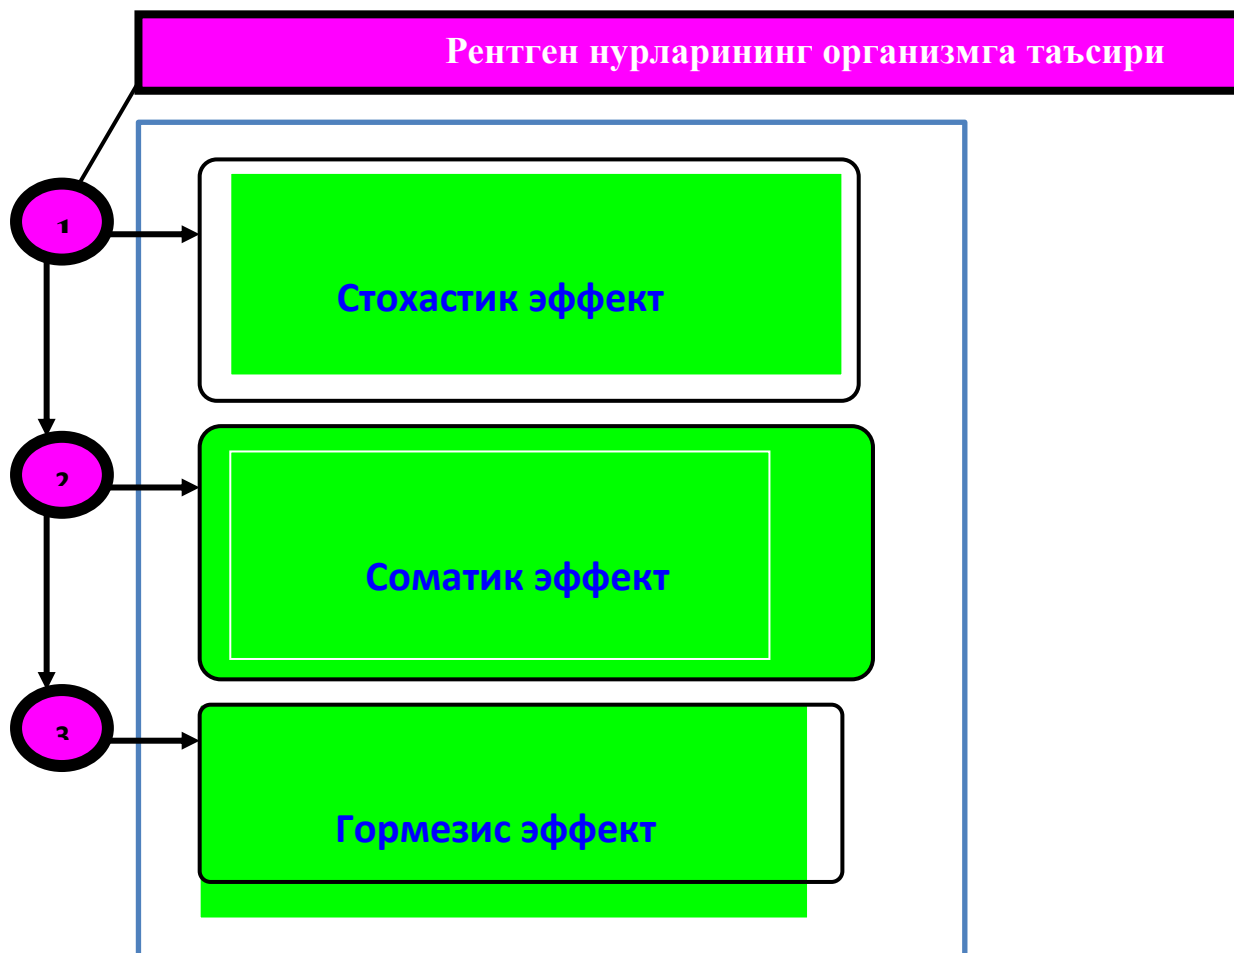 Рентген нурларининг организмга таъсири
1
Стохастик эффект
2
Соматик эффект
3
Гормезис эффект